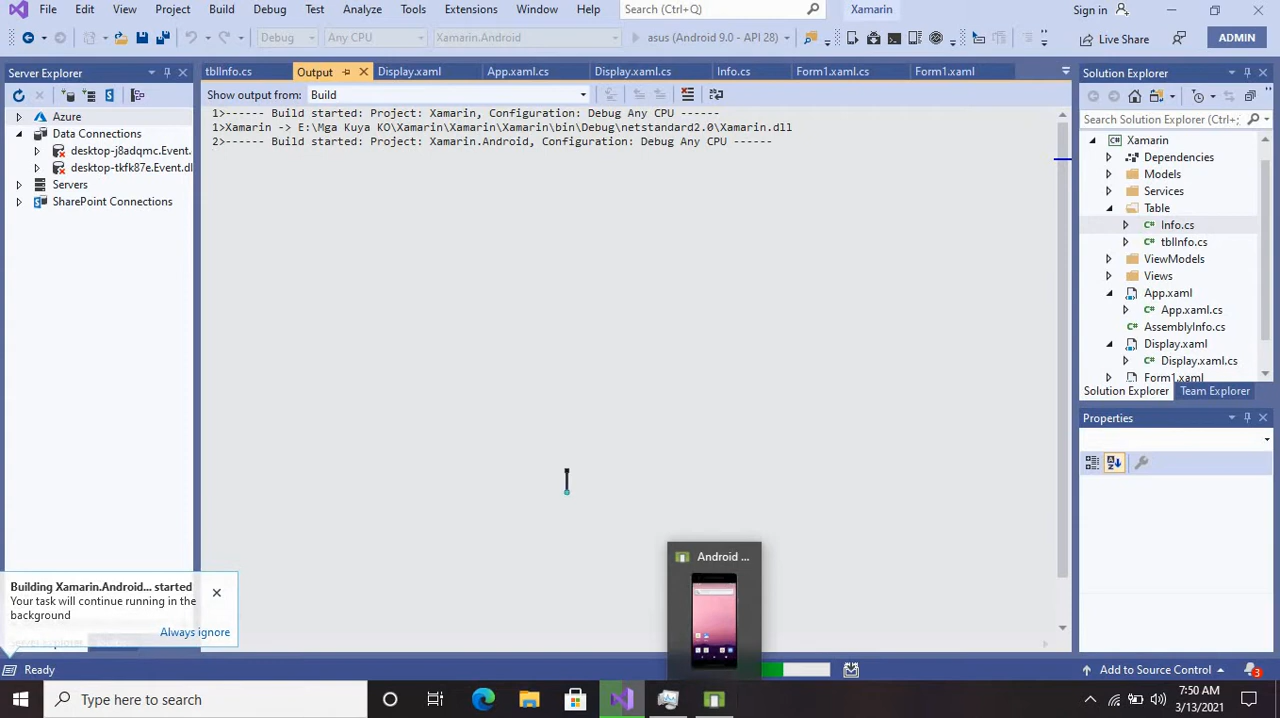 File Edit View Project Build Debug Test Analyze Tools Extensions Window Help Search (Ctrl+Q) Xamarin Sign in
Debug Any CPU Xamarin.Android asus (Android 9.0 - API 28) Live Share ADMIN
Server Explorer
Azure
Data Connections
desktop-j8adqmc.Event.
desktop-tkfk87e.Event.dl
Servers
SharePoint Connections
tblInfo.cs Output Display.xaml App.xaml.cs Display.xaml.cs Info.cs Form1.xaml.cs Form1.xaml
Show output from: Build
1>------ Build started: Project: Xamarin, Configuration: Debug Any CPU ------
1>Xamarin -> E:\Mga Kuya KO\Xamarin\Xamarin\Xamarin\bin\Debug\netstandard2.0\Xamarin.dll
2>------ Build started: Project: Xamarin.Android, Configuration: Debug Any CPU ------
Solution Explorer
Search Solution Explorer (Ctrl+;
Xamarin
Dependencies
Models
Services
Table
Info.cs
tblInfo.cs
ViewModels
Views
App.xaml
App.xaml.cs
AssemblyInfo.cs
Display.xaml
Display.xaml.cs
Form1.xaml
Solution Explorer Team Explorer
Properties
Android ...
Building Xamarin.Android... started
Your task will continue running in the
background
Always ignore
Ready
Add to Source Control
3
Type here to search
7:50 AM
3/13/2021